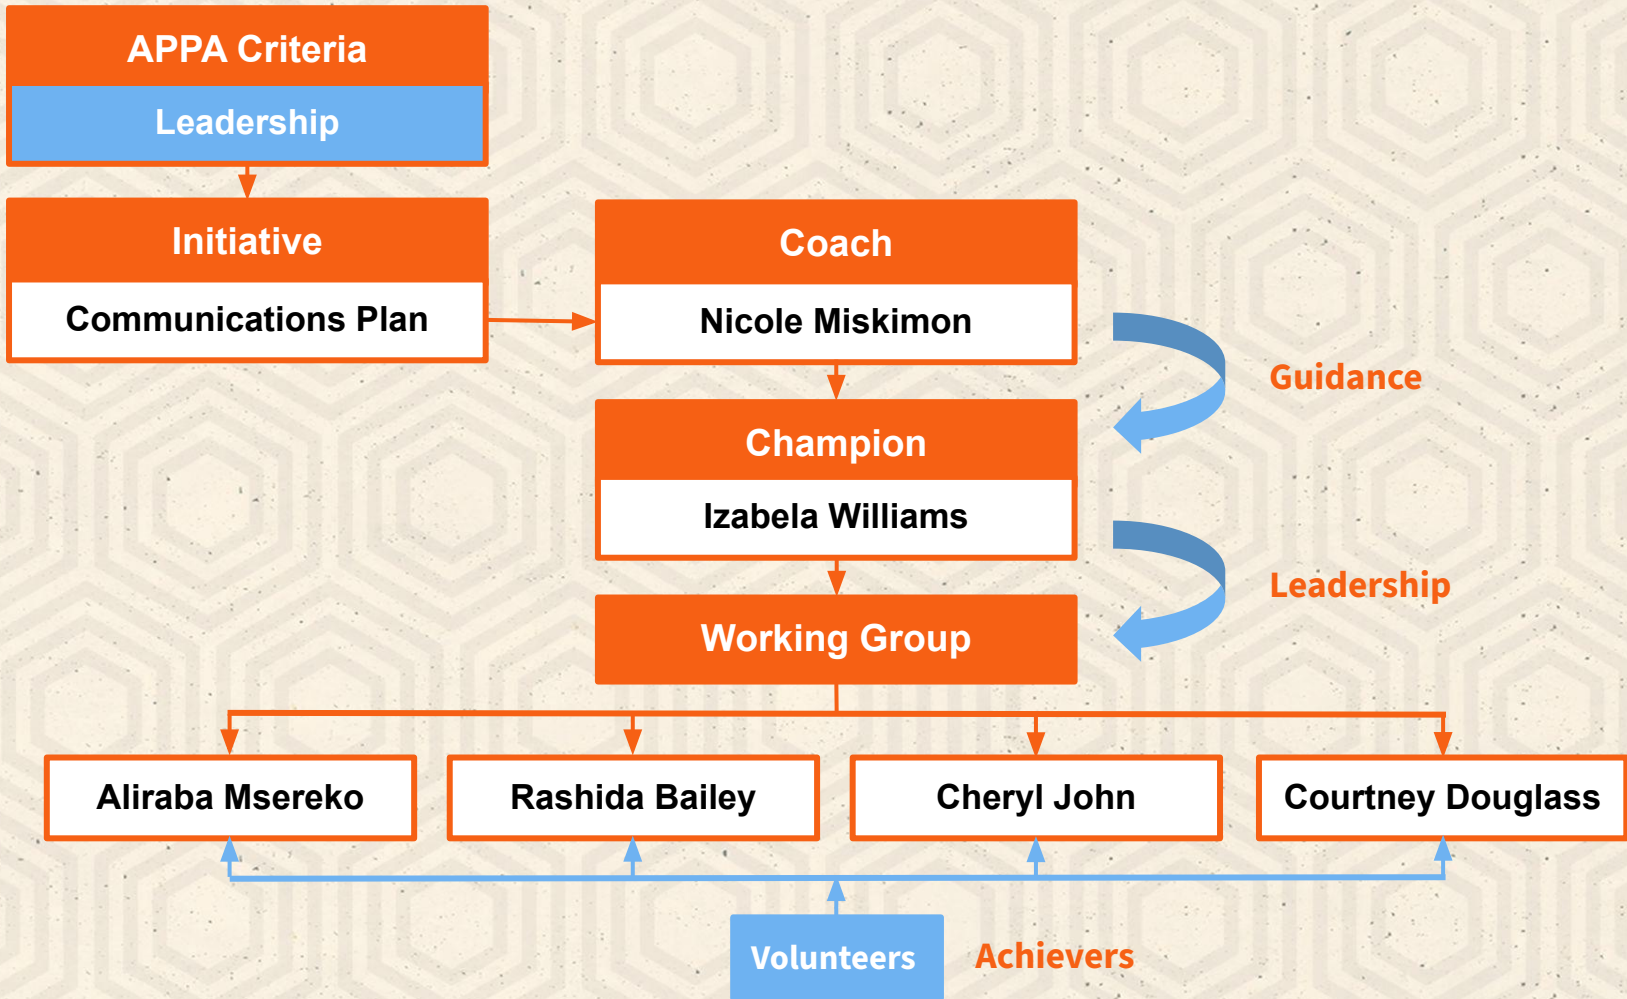 APPA Criteria
Leadership
Initiative
Communications Plan
Coach
Nicole Miskimon
Guidance
Champion
Izabela Williams
Leadership
Working Group
Aliraba Msereko
Rashida Bailey
Cheryl John
Courtney Douglass
Volunteers
Achievers